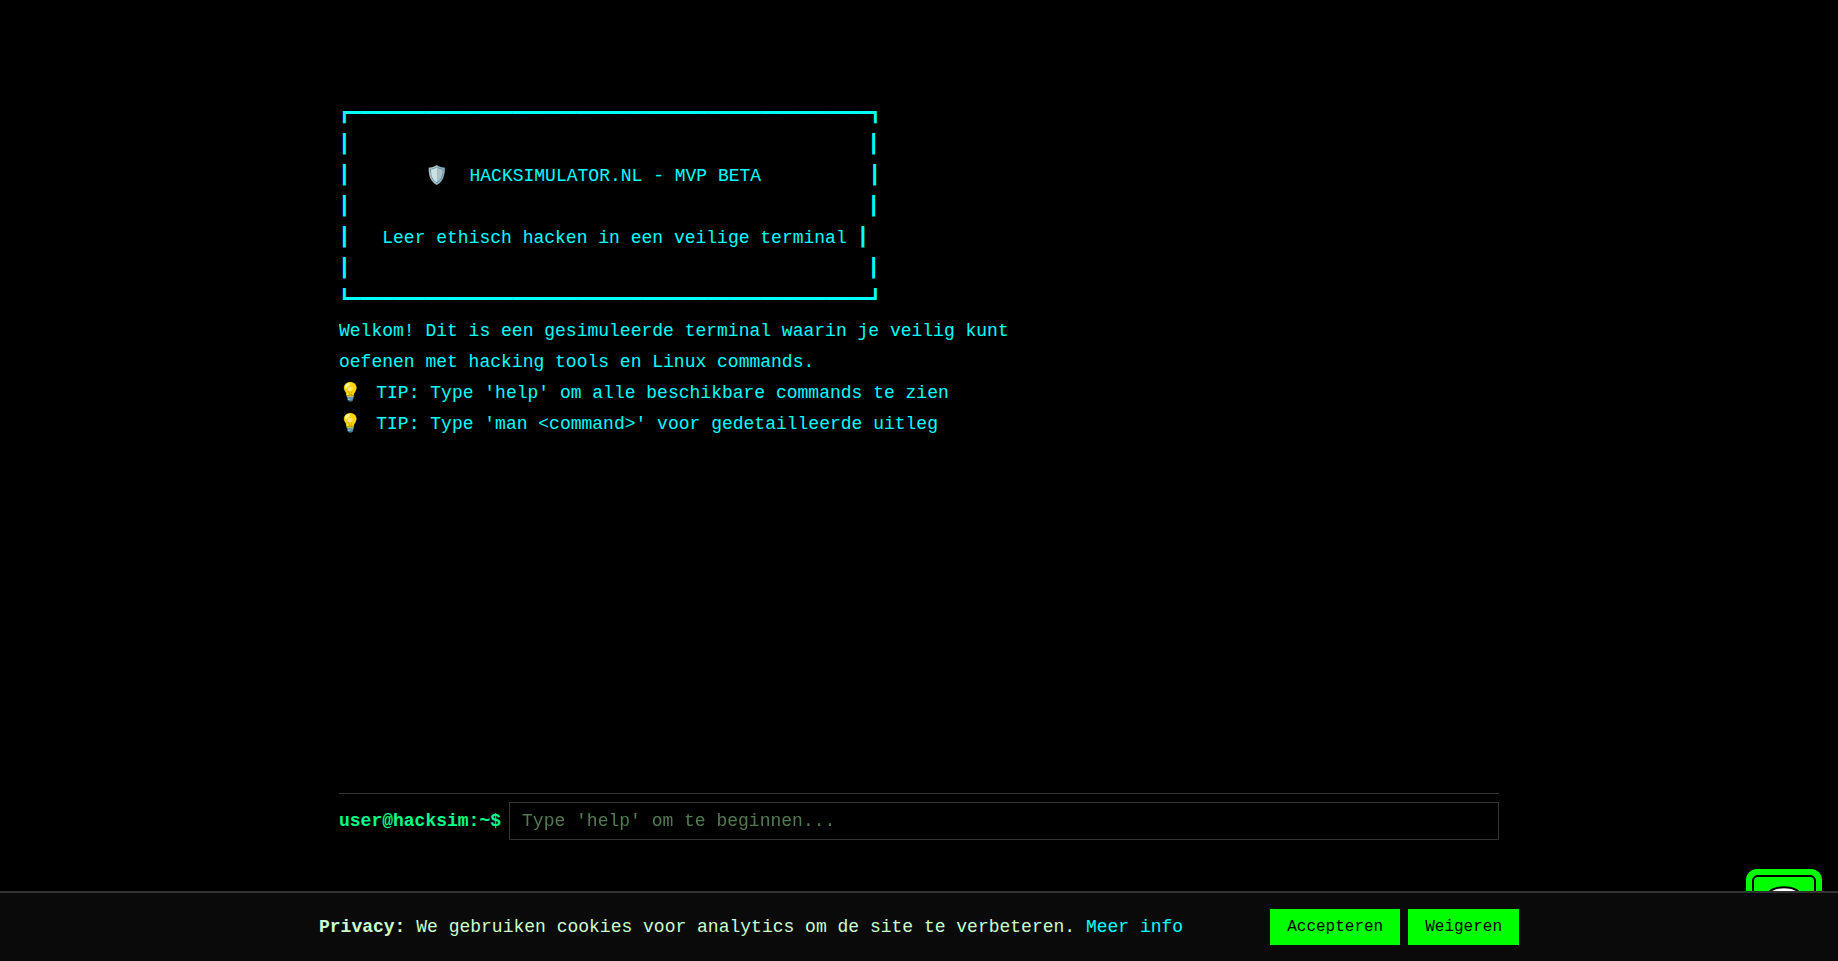 HACKSIMULATOR.NL - MVP BETA
Leer ethisch hacken in een veilige terminal
Welkom! Dit is een gesimuleerde terminal waarin je veilig kunt
oefenen met hacking tools en Linux commands.
💡 TIP: Type 'help' om alle beschikbare commands te zien
💡 TIP: Type 'man <command>' voor gedetailleerde uitleg
user@hacksim:~$ Type 'help' om te beginnen...
Privacy: We gebruiken cookies voor analytics om de site te verbeteren. Meer info Accepteren Weigeren